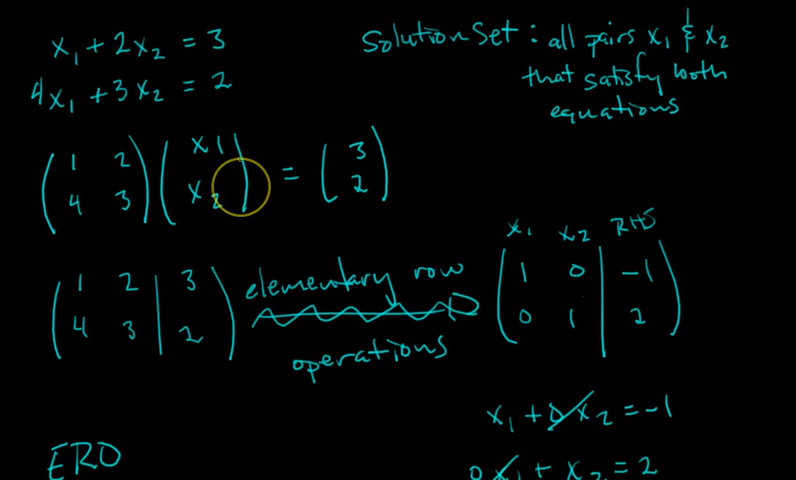 x₁ + 2x₂ = 3
4x₁ + 3x₂ = 2
Solution Set : all pairs x₁ & x₂
that satisfy both
equations
(1 2) (x1) = (3)
(4 3) (x₂) (2)
(1 2 | 3)
(4 3 | 2)
elementary row
operations
x₁ x₂ RHS
(1 0 | -1)
(0 1 | 2)
x₁ + 0x₂ = -1
0x₁ + x₂ = 2
ERO